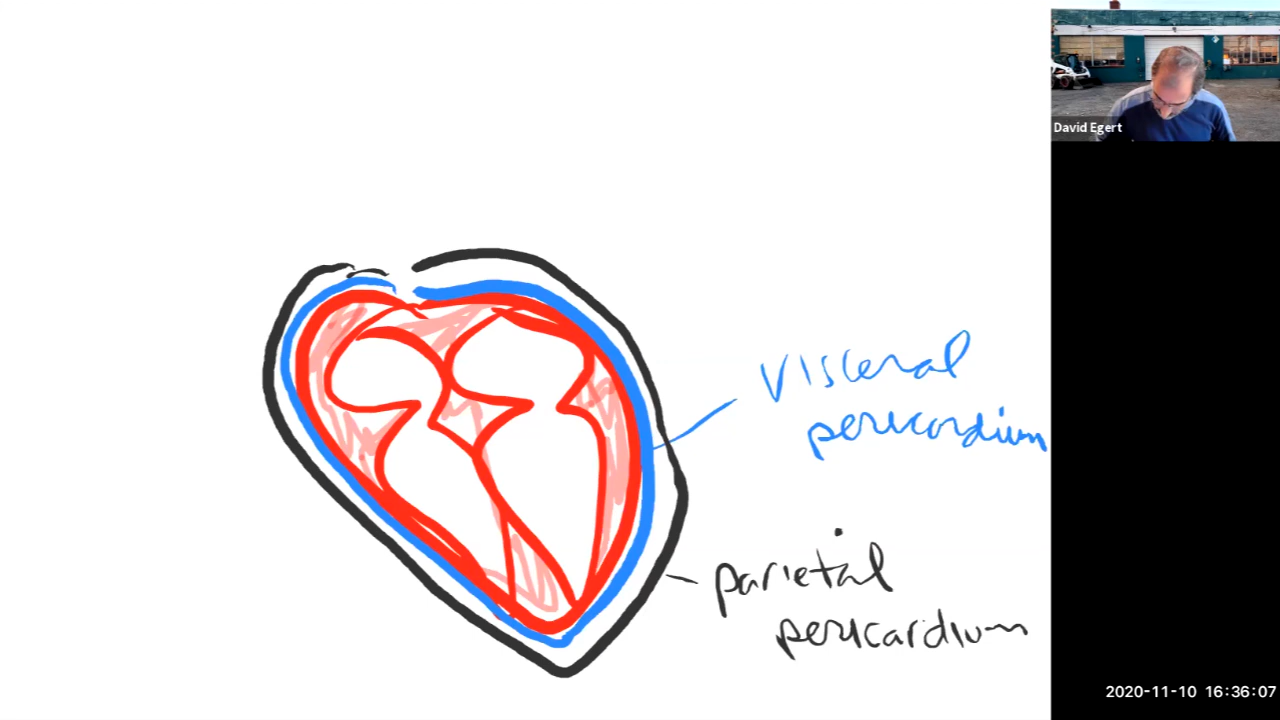 David Egert
visceral
pericardium
parietal
pericardium
2020-11-10 16:36:07